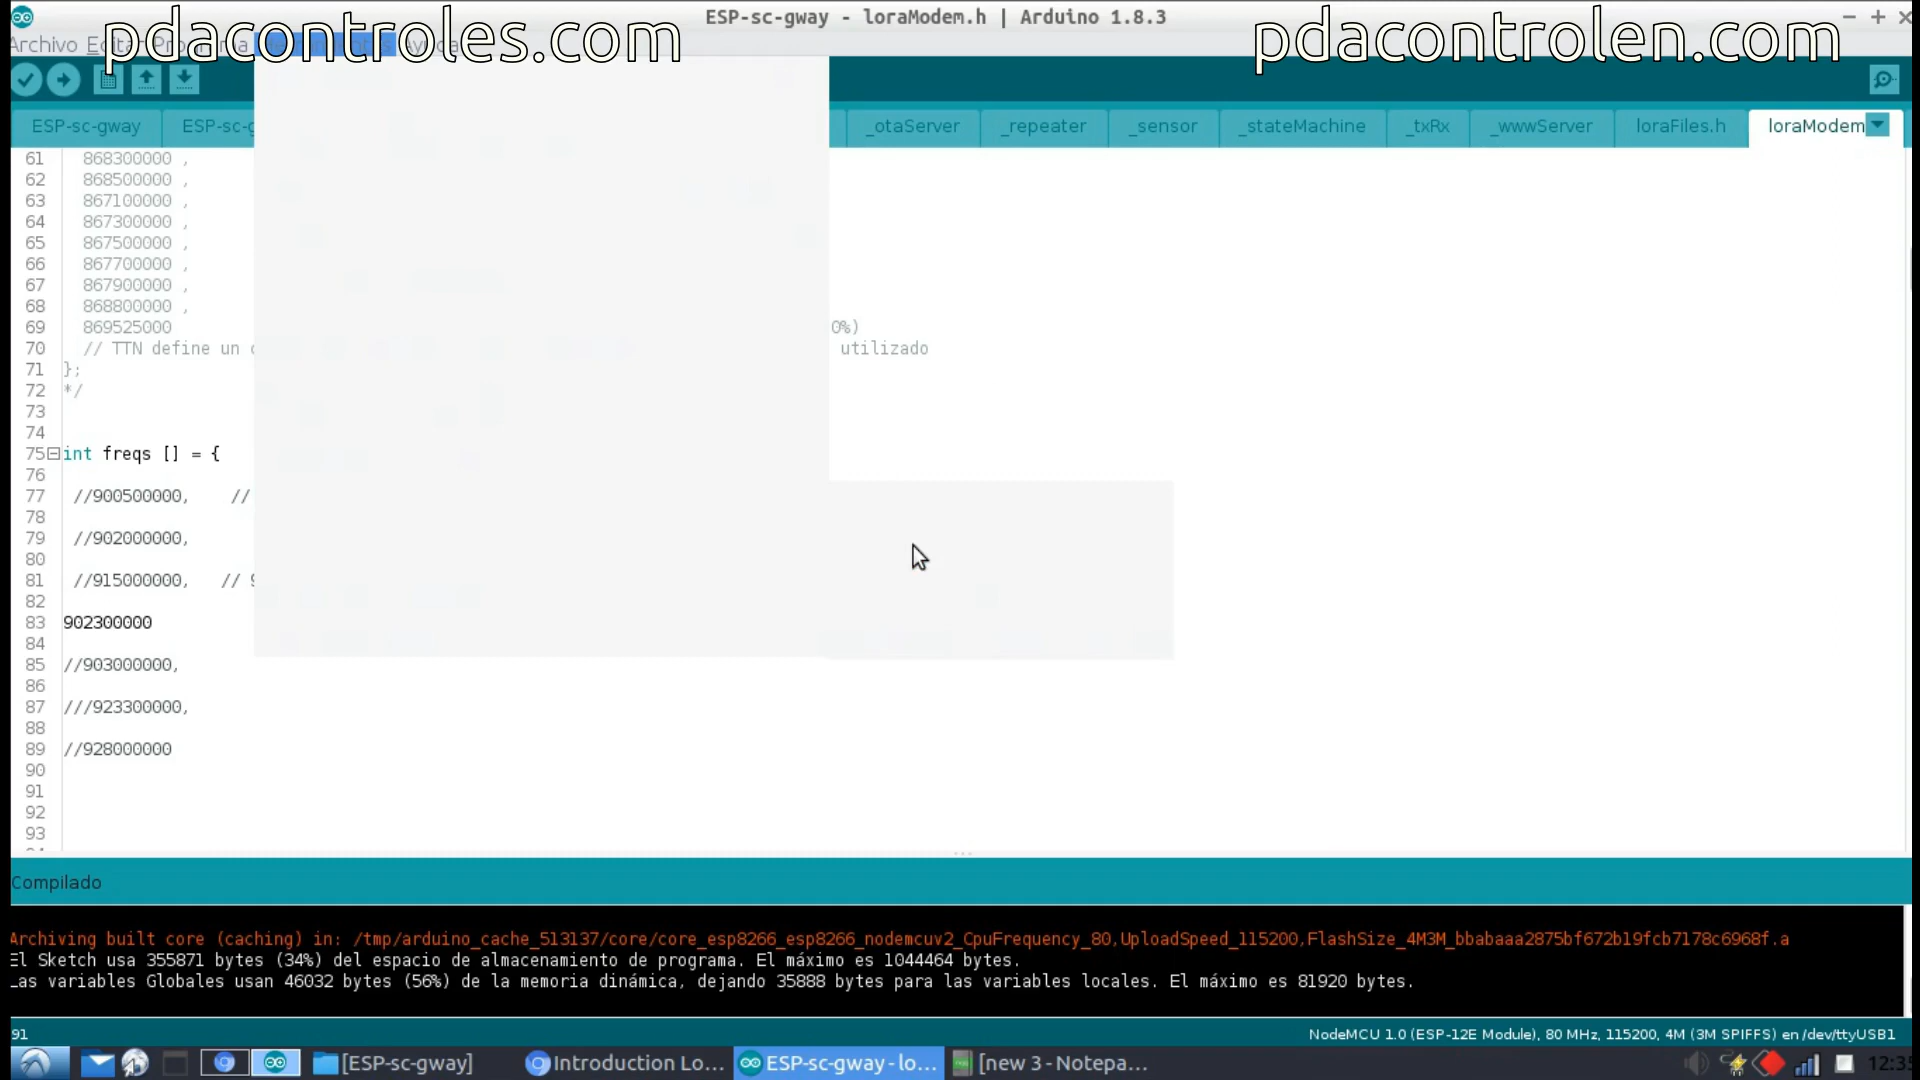 ESP-sc-gway - loraModem.h | Arduino 1.8.3
pdacontroles.com
pdacontrolen.com
Archivo
ESP-sc-gway
_otaServer
_repeater
_sensor
_stateMachine
_txRx
_wwwServer
loraFiles.h
loraModem
61 868300000 ,
62 868500000 ,
63 867100000 ,
64 867300000 ,
65 867500000 ,
66 867700000 ,
67 867900000 ,
68 868800000 ,
69 869525000 0%)
70 // TTN define un utilizado
71 };
72 */
73
74
75 int freqs [] = {
76
77 //900500000, //
78
79 //902000000,
80
81 //915000000, // 9
82
83 902300000
84
85 //903000000,
86
87 ///923300000,
88
89 //928000000
90
91
92
93
Compilado
Archiving built core (caching) in: /tmp/arduino_cache_513137/core/core_esp8266_esp8266_nodemcuv2_CpuFrequency_80,UploadSpeed_115200,FlashSize_4M3M_bbabaaa2875bf672b19fcb7178c6968f.a
El Sketch usa 355871 bytes (34%) del espacio de almacenamiento de programa. El máximo es 1044464 bytes.
Las variables Globales usan 46032 bytes (56%) de la memoria dinámica, dejando 35888 bytes para las variables locales. El máximo es 81920 bytes.
91
NodeMCU 1.0 (ESP-12E Module), 80 MHz, 115200, 4M (3M SPIFFS) en /dev/ttyUSB1
[ESP-sc-gway]
Introduction Lo...
ESP-sc-gway - lo...
[new 3 - Notepa...